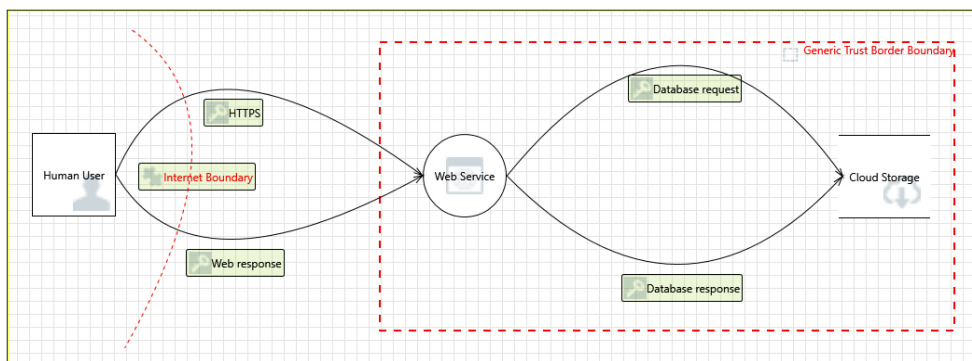 Generic Trust Border Boundary
Database request
HTTPS
Human User
Internet Boundary
Web Service
Cloud Storage
Web response
Database response